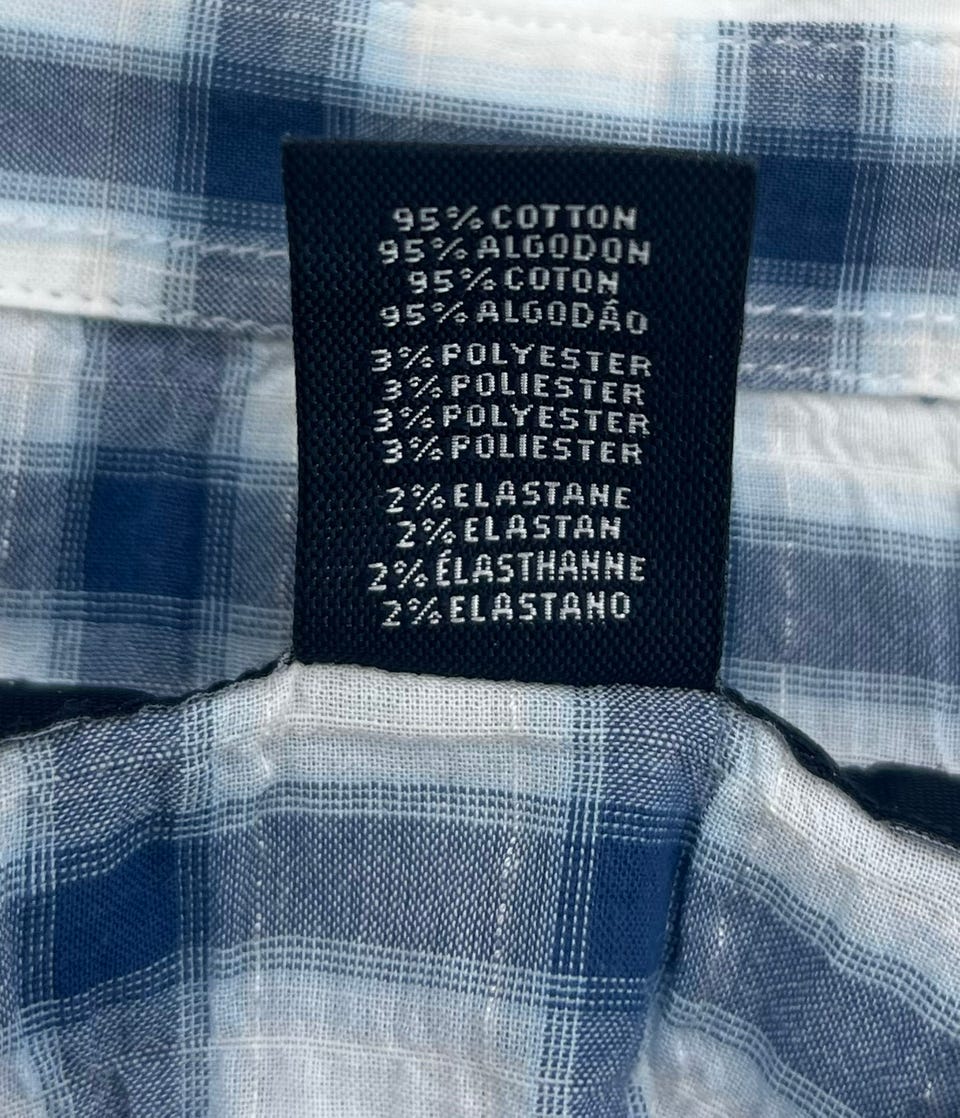 95% COTTON
95% ALGODON
95% COTON
95% ALGODÃO
3% POLYESTER
3% POLIESTER
3% POLYESTER
3% POLIESTER
2% ELASTANE
2% ELASTAN
2% ÉLASTHANNE
2% ELASTANO